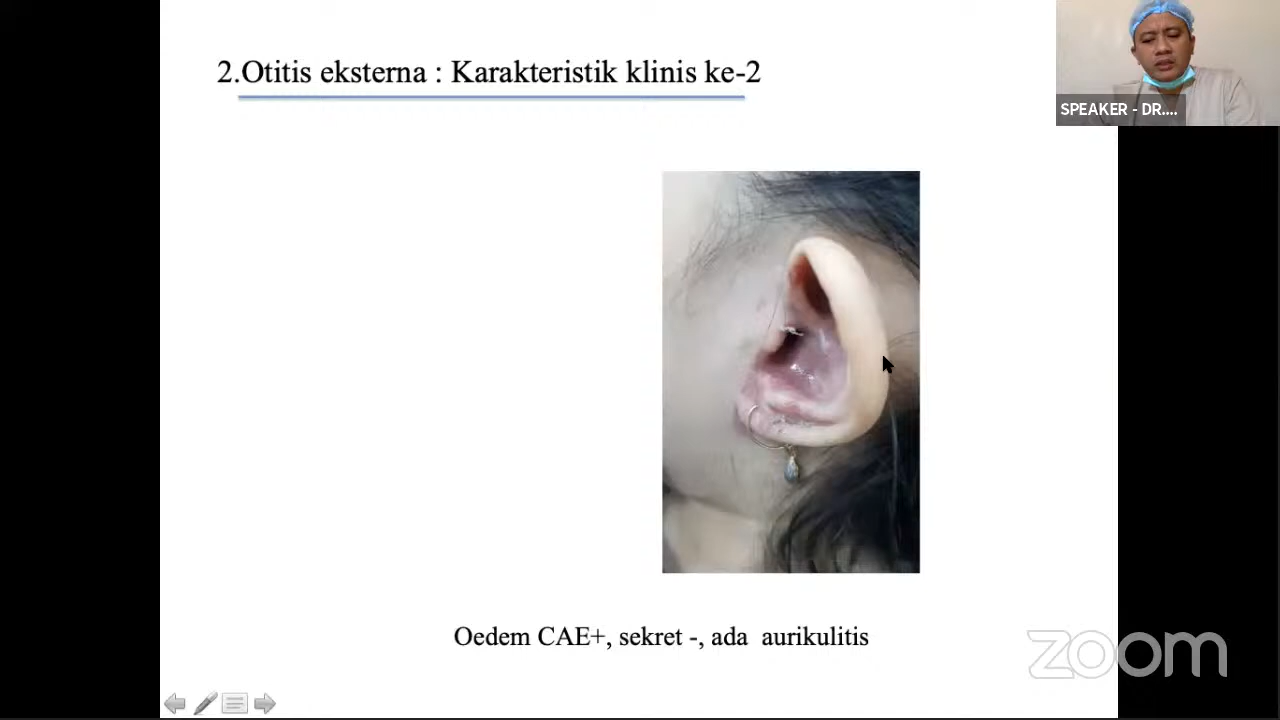 2.Otitis eksterna : Karakteristik klinis ke-2
SPEAKER - DR....
Oedem CAE+, sekret -, ada aurikulitis
zoom